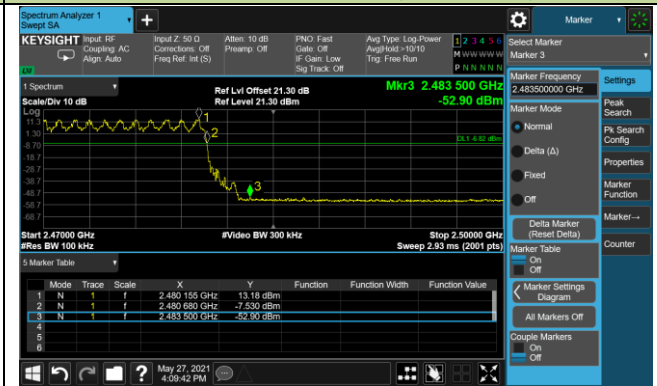 Spectrum Analyzer 1
Swept SA
Marker
KEYSIGHT
Input: RF
Coupling: AC
Align: Auto
Input Z: 50 Ω
Corrections: Off
Freq Ref: Int (S)
Atten: 10 dB
Preamp: Off
PNO: Fast
Gate: Off
IF Gain: Low
Sig Track: Off
Avg Type: Log-Power
Avg|Hold:>10/10
Trig: Free Run
1 2 3 4 5 6
M W W W W W
P N N N N N
LV
Select Marker
Marker 3
1 Spectrum
Scale/Div 10 dB
Ref Lvl Offset 21.30 dB
Ref Level 21.30 dBm
Mkr3 2.483 500 GHz
-52.90 dBm
Log
11.3
1.30
-8.70
-18.7
-28.7
-38.7
-48.7
-58.7
-68.7
1
2
3
DL1 -6.82 dBm
Start 2.47000 GHz
#Res BW 100 kHz
#Video BW 300 kHz
Stop 2.50000 GHz
Sweep 2.93 ms (2001 pts)
5 Marker Table
Mode Trace Scale X Y Function Function Width Function Value
1 N 1 f 2.480 155 GHz 13.18 dBm
2 N 1 f 2.480 680 GHz -7.530 dBm
3 N 1 f 2.483 500 GHz -52.90 dBm
4
5
6
Marker Frequency
2.483500000 GHz
Marker Mode
Normal
Delta (Δ)
Fixed
Off
Delta Marker
(Reset Delta)
Marker Table
On
Off
Marker Settings
Diagram
All Markers Off
Couple Markers
On
Off
Settings
Peak
Search
Pk Search
Config
Properties
Marker
Function
Marker→
Counter
?
May 27, 2021
4:09:42 PM